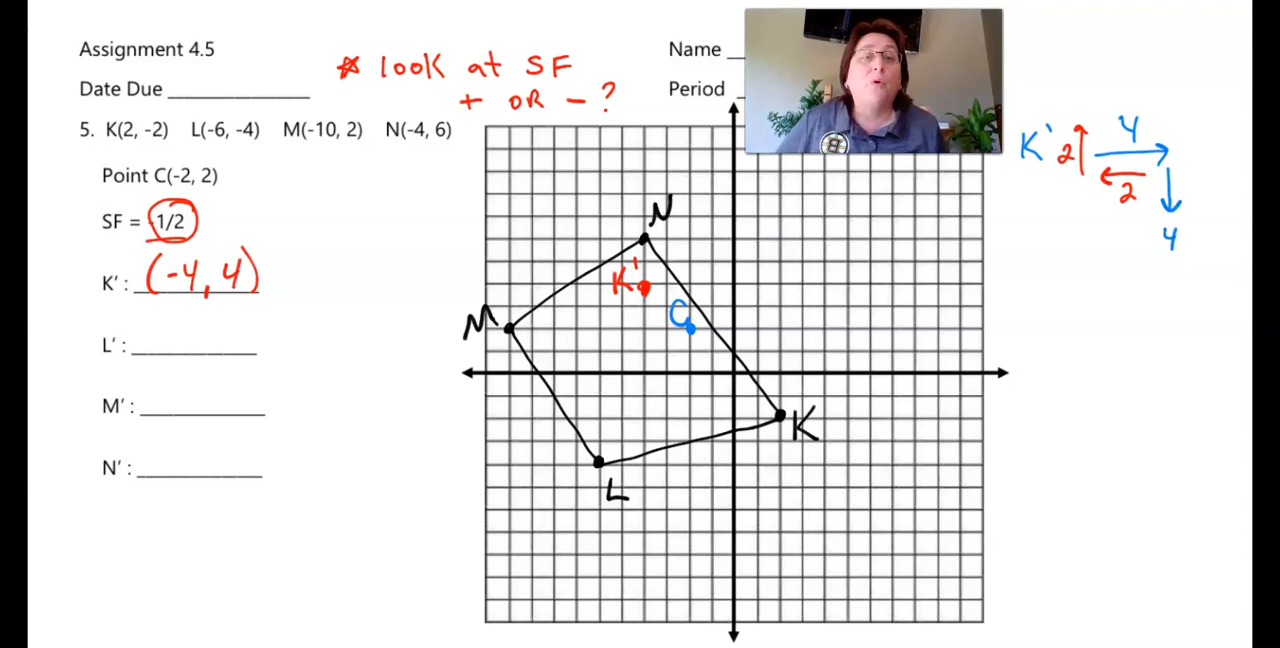 Assignment 4.5
Name
* look at SF
Date Due
+ OR - ?
Period
5. K(2, -2) L(-6, -4) M(-10, 2) N(-4, 6)
Point C(-2, 2)
SF = -1/2
K′ : (-4, 4)
L′ :
M′ :
N′ :
N
K'
C
M
K
L
B
K' 2 4
2
4